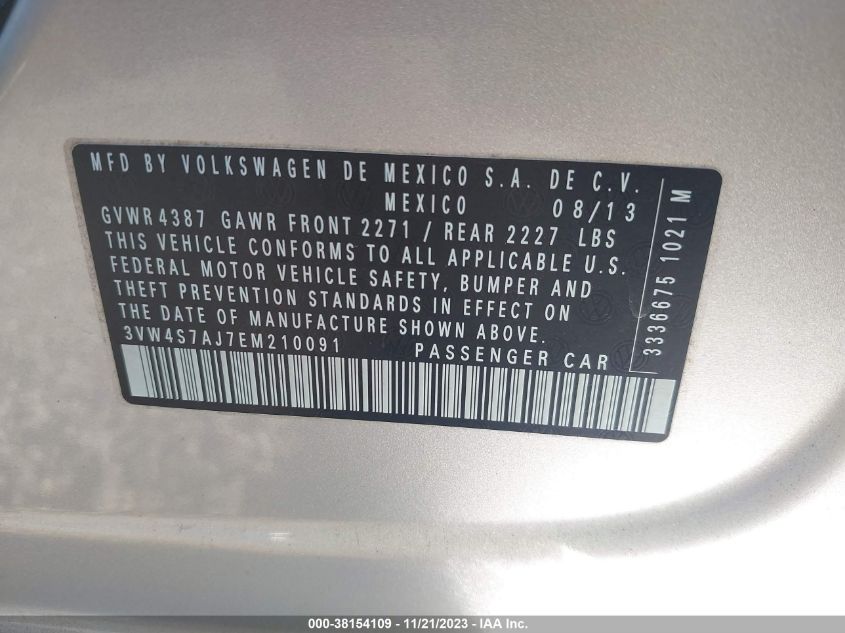 MFD BY VOLKSWAGEN DE MEXICO S.A. DE C.V.
MEXICO 08/13
GVWR 4387 GAWR FRONT 2271 / REAR 2227 LBS
THIS VEHICLE CONFORMS TO ALL APPLICABLE U.S.
FEDERAL MOTOR VEHICLE SAFETY, BUMPER AND
THEFT PREVENTION STANDARDS IN EFFECT ON
THE DATE OF MANUFACTURE SHOWN ABOVE.
3VW4S7AJ7EM210091 PASSENGER CAR
3336675 1021 M
000-38154109 - 11/21/2023 - IAA Inc.